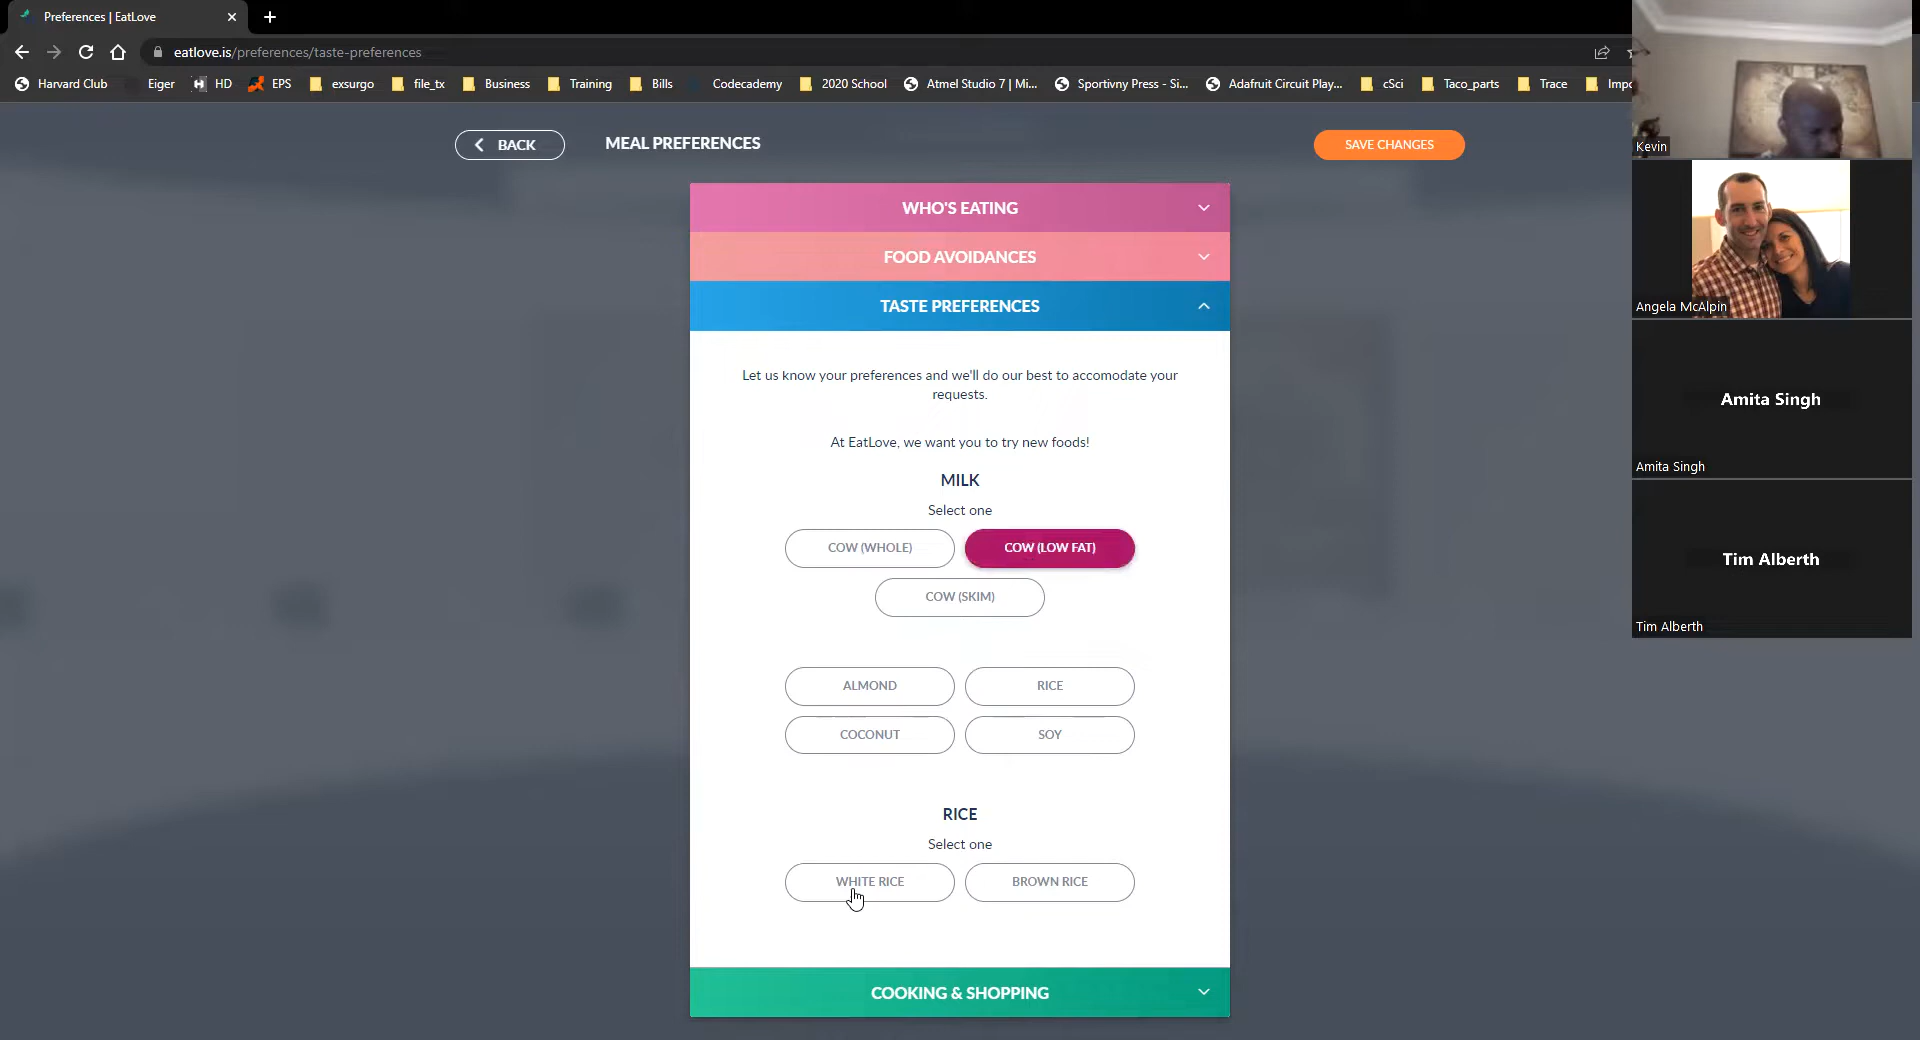 Preferences | EatLove
eatlove.is/preferences/taste-preferences
Harvard Club
Eiger
HD
EPS
exsurgo
file_tx
Business
Training
Bills
Codecademy
2020 School
Atmel Studio 7 | Mi...
Sportivny Press - Si...
Adafruit Circuit Play...
cSci
Taco_parts
Trace
Impo
BACK
MEAL PREFERENCES
SAVE CHANGES
WHO'S EATING
FOOD AVOIDANCES
TASTE PREFERENCES
Let us know your preferences and we'll do our best to accomodate your
requests.
At EatLove, we want you to try new foods!
MILK
Select one
COW (WHOLE)
COW (LOW FAT)
COW (SKIM)
ALMOND
RICE
COCONUT
SOY
RICE
Select one
WHITE RICE
BROWN RICE
COOKING & SHOPPING
Kevin
Angela McAlpin
Amita Singh
Amita Singh
Tim Alberth
Tim Alberth